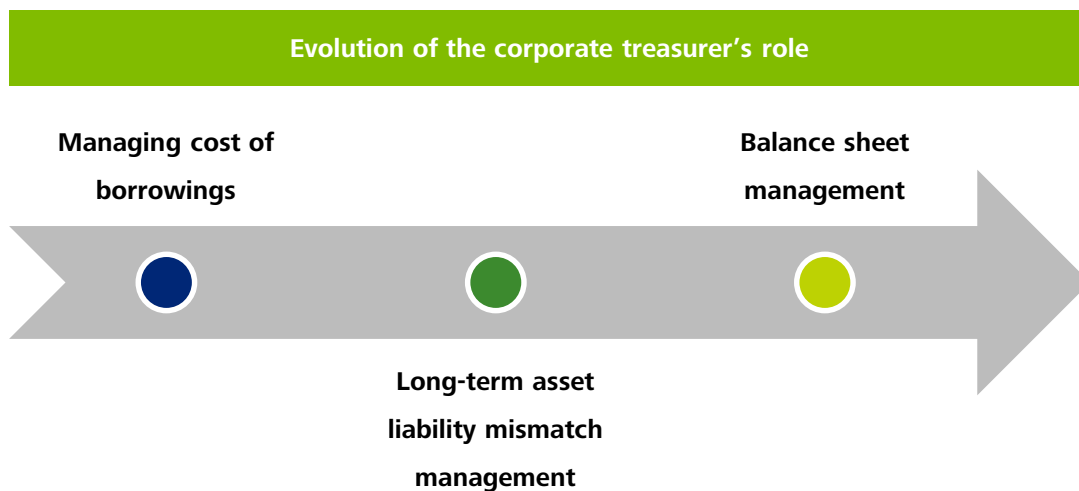 Evolution of the corporate treasurer’s role
Managing cost of
borrowings
Long-term asset
liability mismatch
management
Balance sheet
management